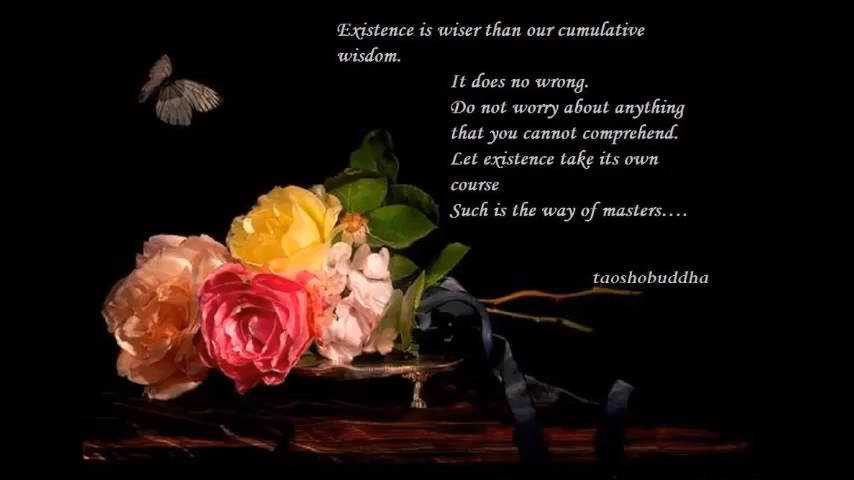 Existence is wiser than our cumulative
wisdom.
It does no wrong.
Do not worry about anything
that you cannot comprehend.
Let existence take its own
course
Such is the way of masters....
taoshobuddha